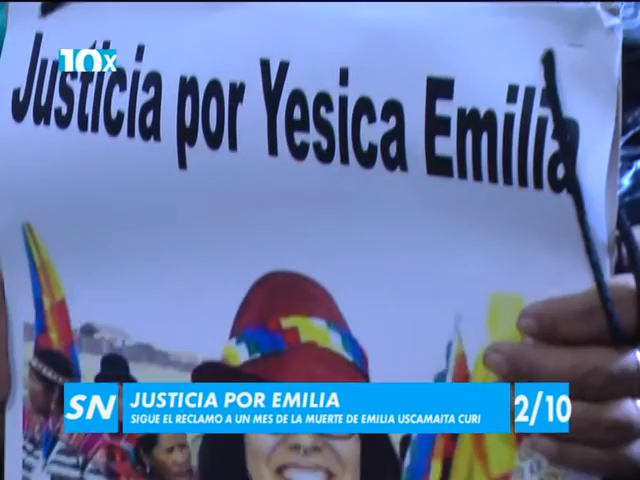 10x
Justicia por Yesica Emilia
SN
JUSTICIA POR EMILIA
SIGUE EL RECLAMO A UN MES DE LA MUERTE DE EMILIA USCAMAITA CURI
2/10